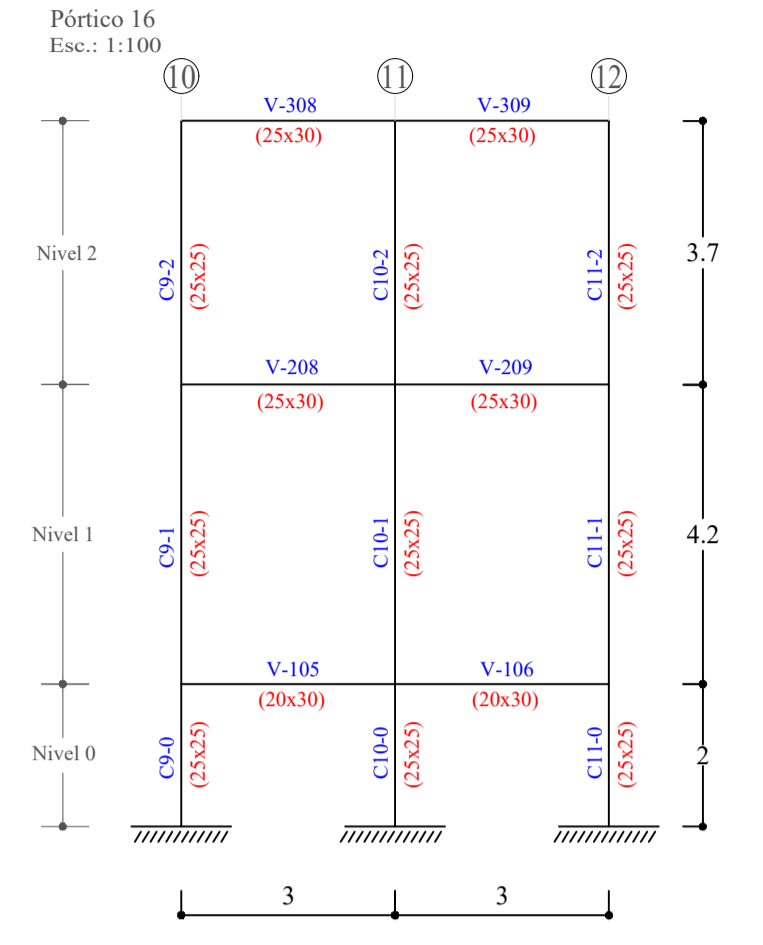 Pórtico 16
Esc.: 1:100
10 11 12
V-308 V-309
(25x30) (25x30)
Nivel 2 C9-2 (25x25) C10-2 (25x25) C11-2 (25x25) 3.7
V-208 V-209
(25x30) (25x30)
Nivel 1 C9-1 (25x25) C10-1 (25x25) C11-1 (25x25) 4.2
V-105 V-106
(20x30) (20x30)
Nivel 0 C9-0 (25x25) C10-0 (25x25) C11-0 (25x25) 2
3 3